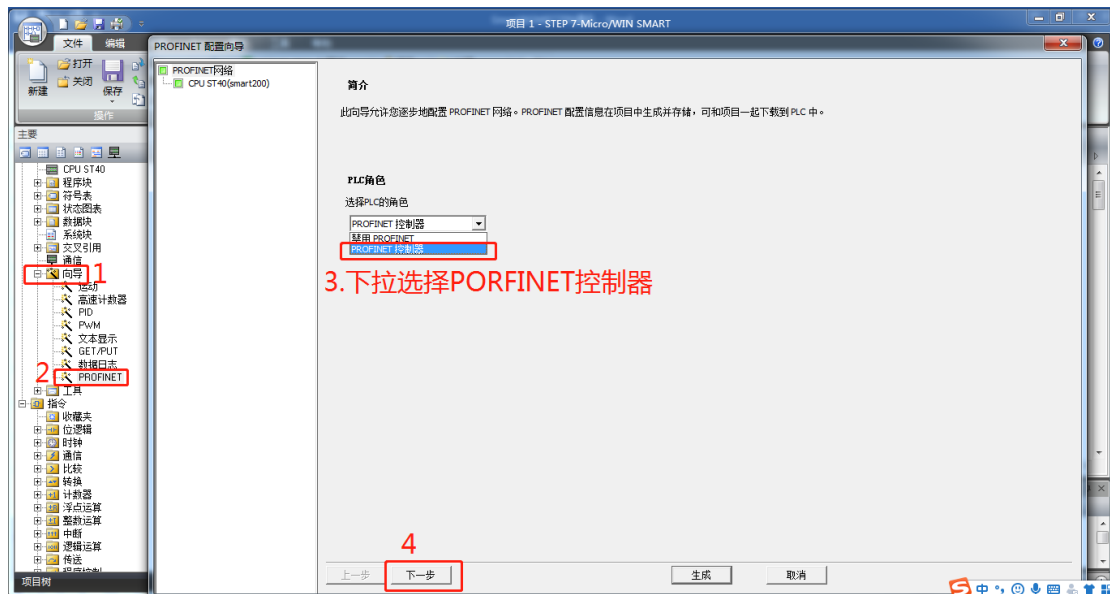 项目 1 - STEP 7-Micro/WIN SMART
文件
编辑
PROFINET 配置向导
打开
关闭
新建
保存
操作
主要
CPU ST40
程序块
符号表
状态图表
数据块
系统块
交叉引用
通信
向导
1
运动
高速计数器
PID
PWM
文本显示
GET/PUT
数据日志
2
PROFINET
工具
指令
收藏夹
位逻辑
时钟
通信
比较
转换
计数器
浮点运算
整数运算
中断
逻辑运算
传送
程序控制
项目树
PROFINET网络
CPU ST40(smart200)
简介
此向导允许您逐步地配置 PROFINET 网络。PROFINET 配置信息在项目中生成并存储，可和项目一起下载到 PLC 中。
PLC角色
选择PLC的角色
PROFINET 控制器
禁用 PROFINET
PROFINET 控制器
3.下拉选择PORFINET控制器
4
上一步
下一步
生成
取消
中